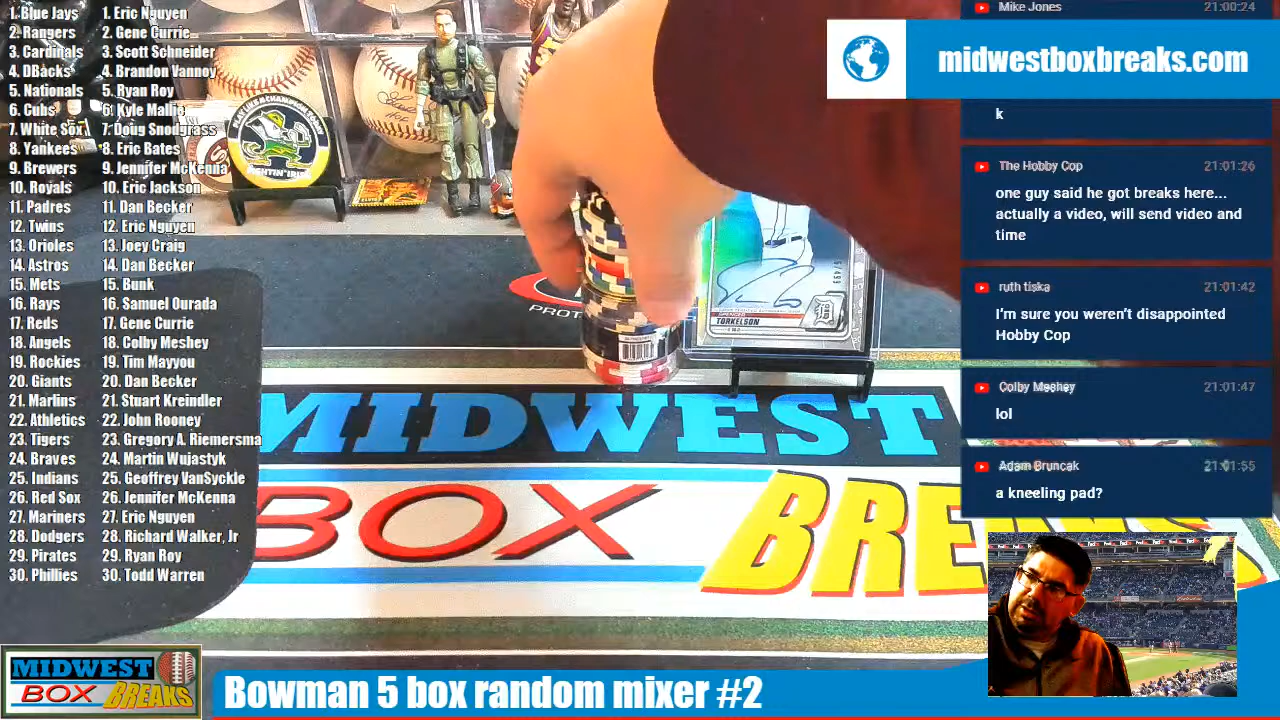 1. Blue Jays 1. Eric Nguyen
2. Rangers 2. Gene Currie
3. Cardinals 3. Scott Schneider
4. DBacks 4. Brandon Vannoy
5. Nationals 5. Ryan Roy
6. Cubs 6. Kyle Mallie
7. White Sox 7. Doug Snodgrass
8. Yankees 8. Eric Bates
9. Brewers 9. Jennifer McKenna
10. Royals 10. Eric Jackson
11. Padres 11. Dan Becker
12. Twins 12. Eric Nguyen
13. Orioles 13. Joey Craig
14. Astros 14. Dan Becker
15. Mets 15. Bunk
16. Rays 16. Samuel Ourada
17. Reds 17. Gene Currie
18. Angels 18. Colby Meshey
19. Rockies 19. Tim Mayyou
20. Giants 20. Dan Becker
21. Marlins 21. Stuart Kreindler
22. Athletics 22. John Rooney
23. Tigers 23. Gregory A. Riemersma
24. Braves 24. Martin Wujastyk
25. Indians 25. Geoffrey VanSyckle
26. Red Sox 26. Jennifer McKenna
27. Mariners 27. Eric Nguyen
28. Dodgers 28. Richard Walker, Jr
29. Pirates 29. Ryan Roy
30. Phillies 30. Todd Warren
PLAY LIKE A CHAMPION TODAY
FIGHTIN' IRISH
PROT
TORKELSON
MIDWEST
BOX BREAKS
Mike Jones 21:00:24
midwestboxbreaks.com
k
The Hobby Cop 21:01:26
one guy said he got breaks here...
actually a video, will send video and
time
ruth tiska 21:01:42
I'm sure you weren't disappointed
Hobby Cop
Colby Meshey 21:01:47
lol
Adam Bruncak 21:01:55
a kneeling pad?
MIDWEST
BOX BREAKS
Bowman 5 box random mixer #2